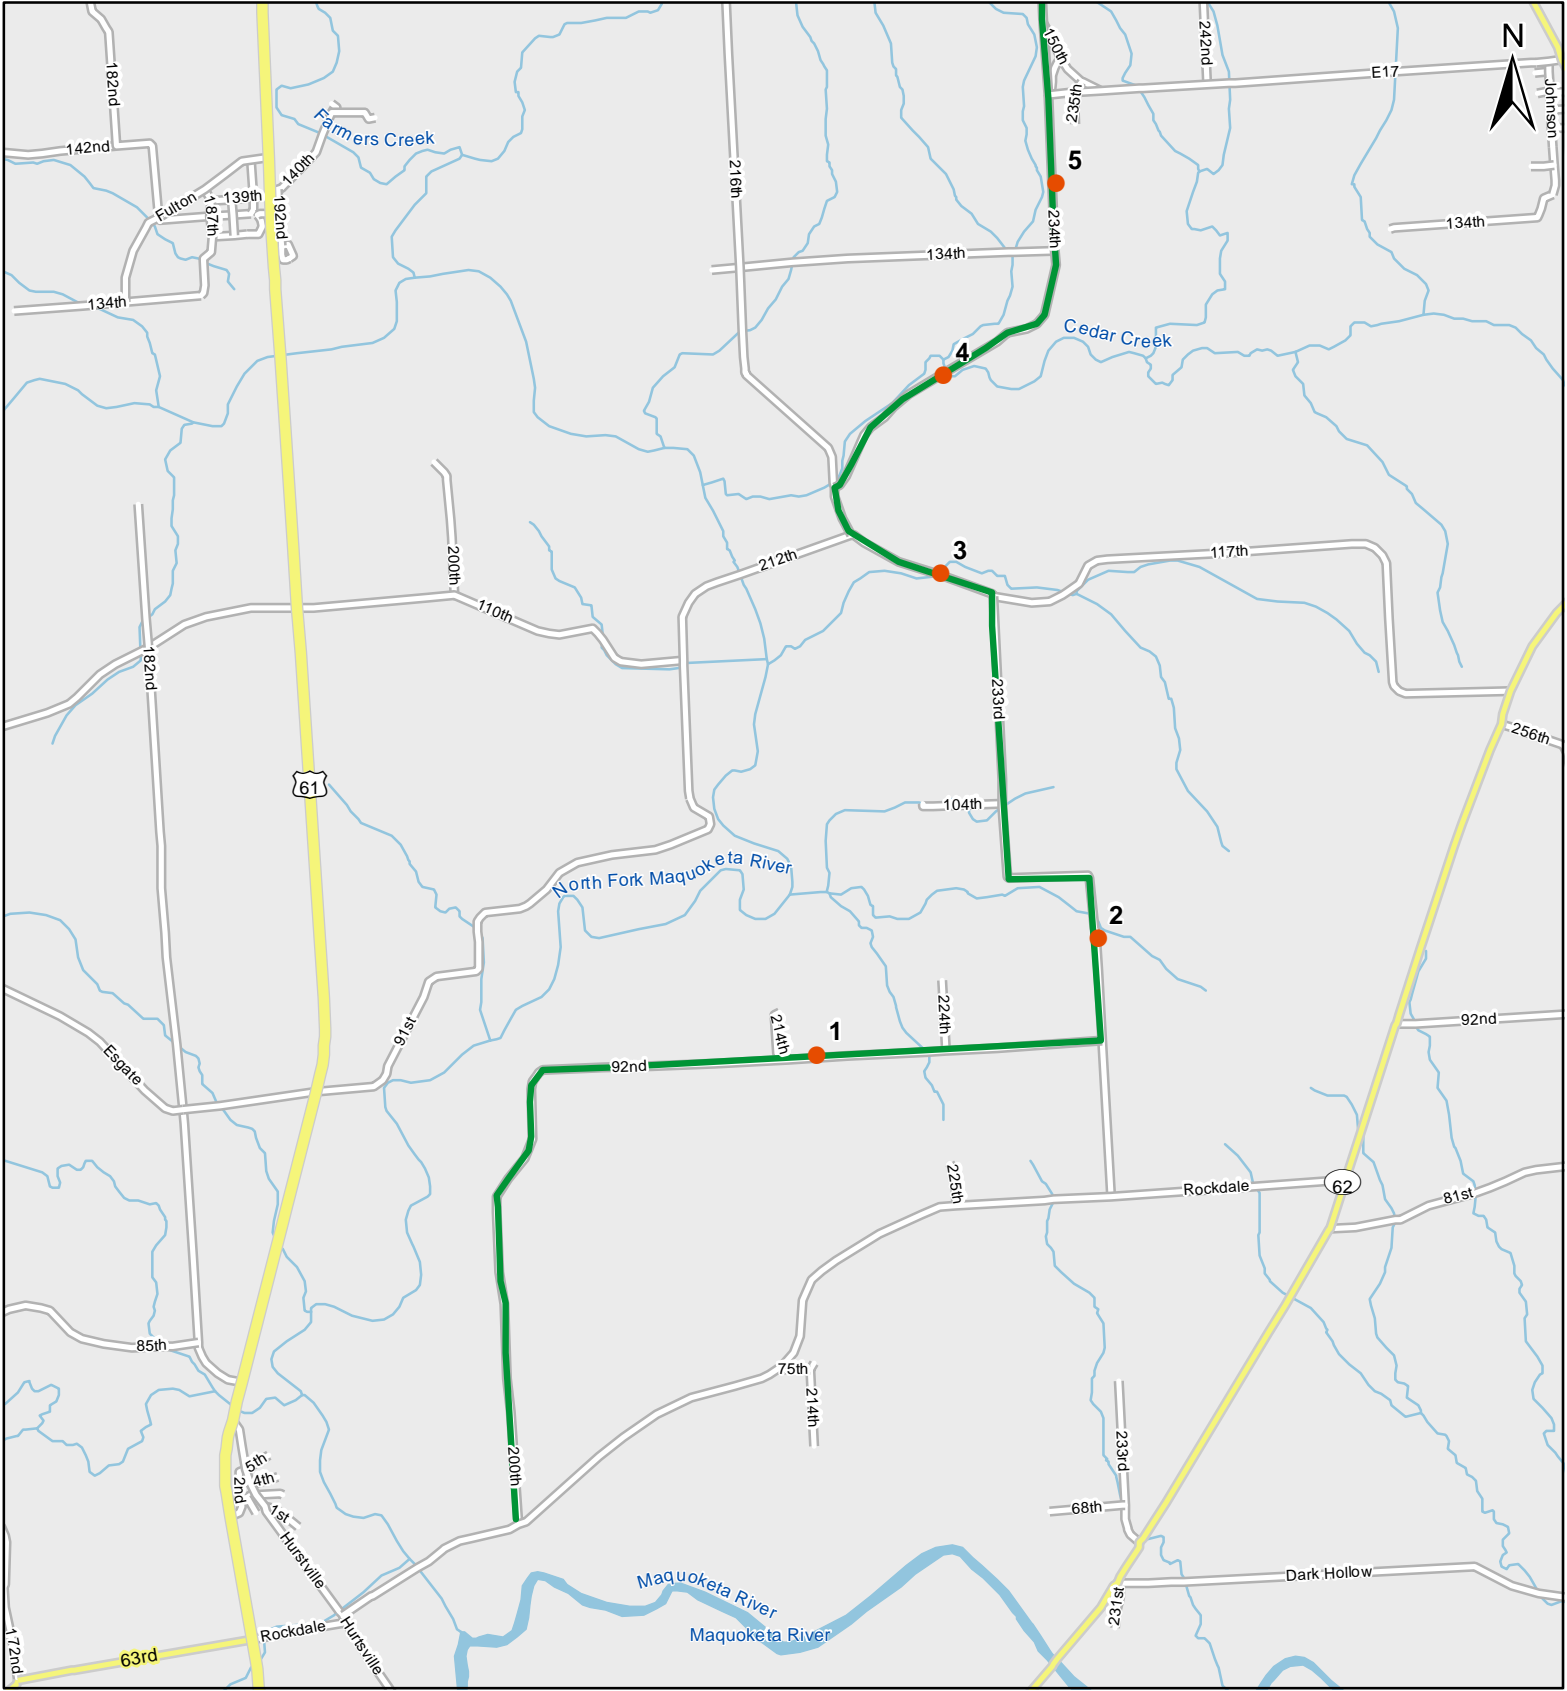 N
150th
242nd
E17
182nd
235th
Johnson
Farmers Creek
142nd
140th
5
216th
Fulton
139th
187th
192nd
234th
134th
134th
134th
Cedar Creek
4
3
117th
212th
200th
110th
182nd
233rd
256th
61
104th
North Fork Maquoketa River
2
224th
92nd
214th
1
91st
Esgate
92nd
225th
Rockdale
62
81st
85th
75th
214th
233rd
5th
4th
200th
2nd
68th
1st
Hurstville
Dark Hollow
Maquoketa River
231st
Rockdale
Maquoketa River
172nd
63rd
Hurtsville